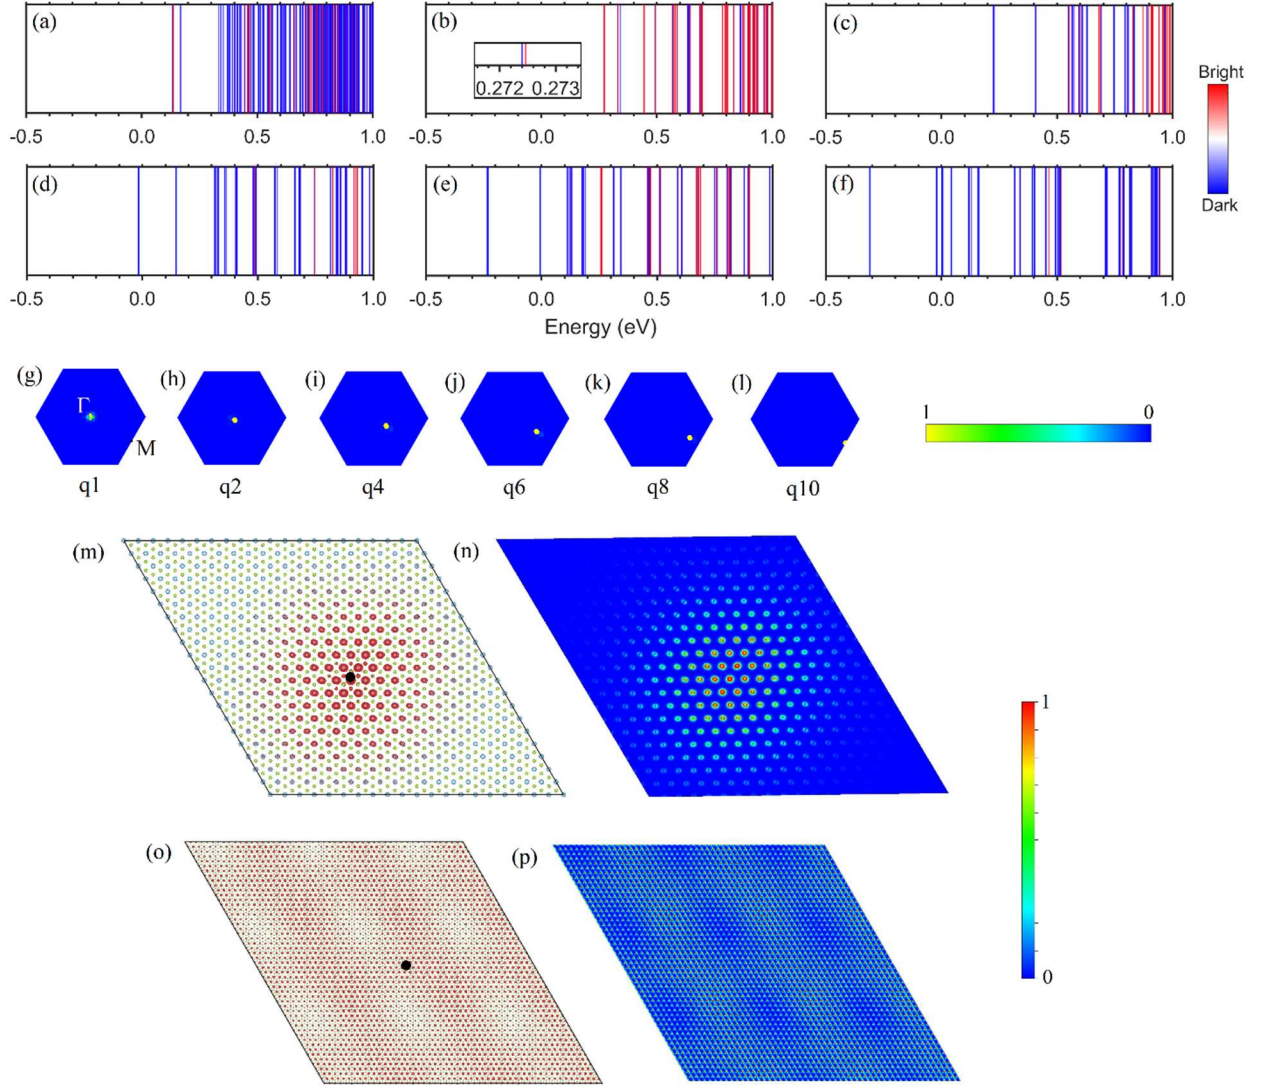 (a)
(b)
(c)
0.272 0.273
-0.5 0.0 0.5 1.0
-0.5 0.0 0.5 1.0
-0.5 0.0 0.5 1.0
Bright
Dark
(d)
(e)
(f)
-0.5 0.0 0.5 1.0
-0.5 0.0 0.5 1.0
-0.5 0.0 0.5 1.0
Energy (eV)
(g)
(h)
(i)
(j)
(k)
(l)
Γ
M
1 0
q1
q2
q4
q6
q8
q10
(m)
(n)
1
0
(o)
(p)